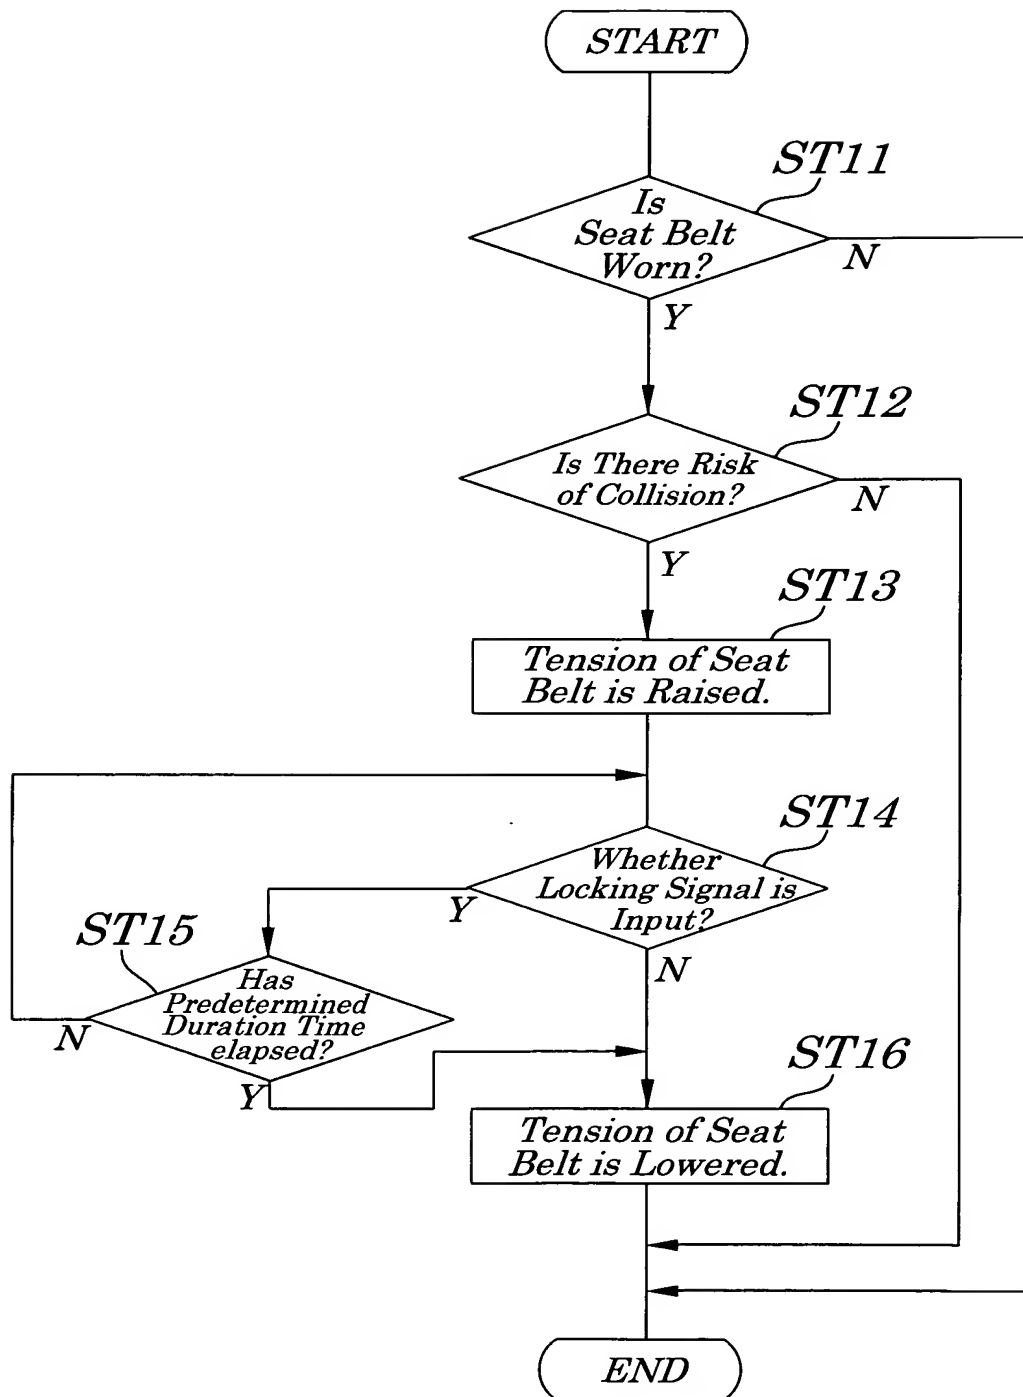 START
ST11
Is
Seat Belt
Worn?
N
Y
ST12
Is There Risk
of Collision?
N
Y
ST13
Tension of Seat
Belt is Raised.
ST14
Whether
Locking Signal is
Input?
Y
N
ST15
Has
Predetermined
Duration Time
elapsed?
N
Y
ST16
Tension of Seat
Belt is Lowered.
END